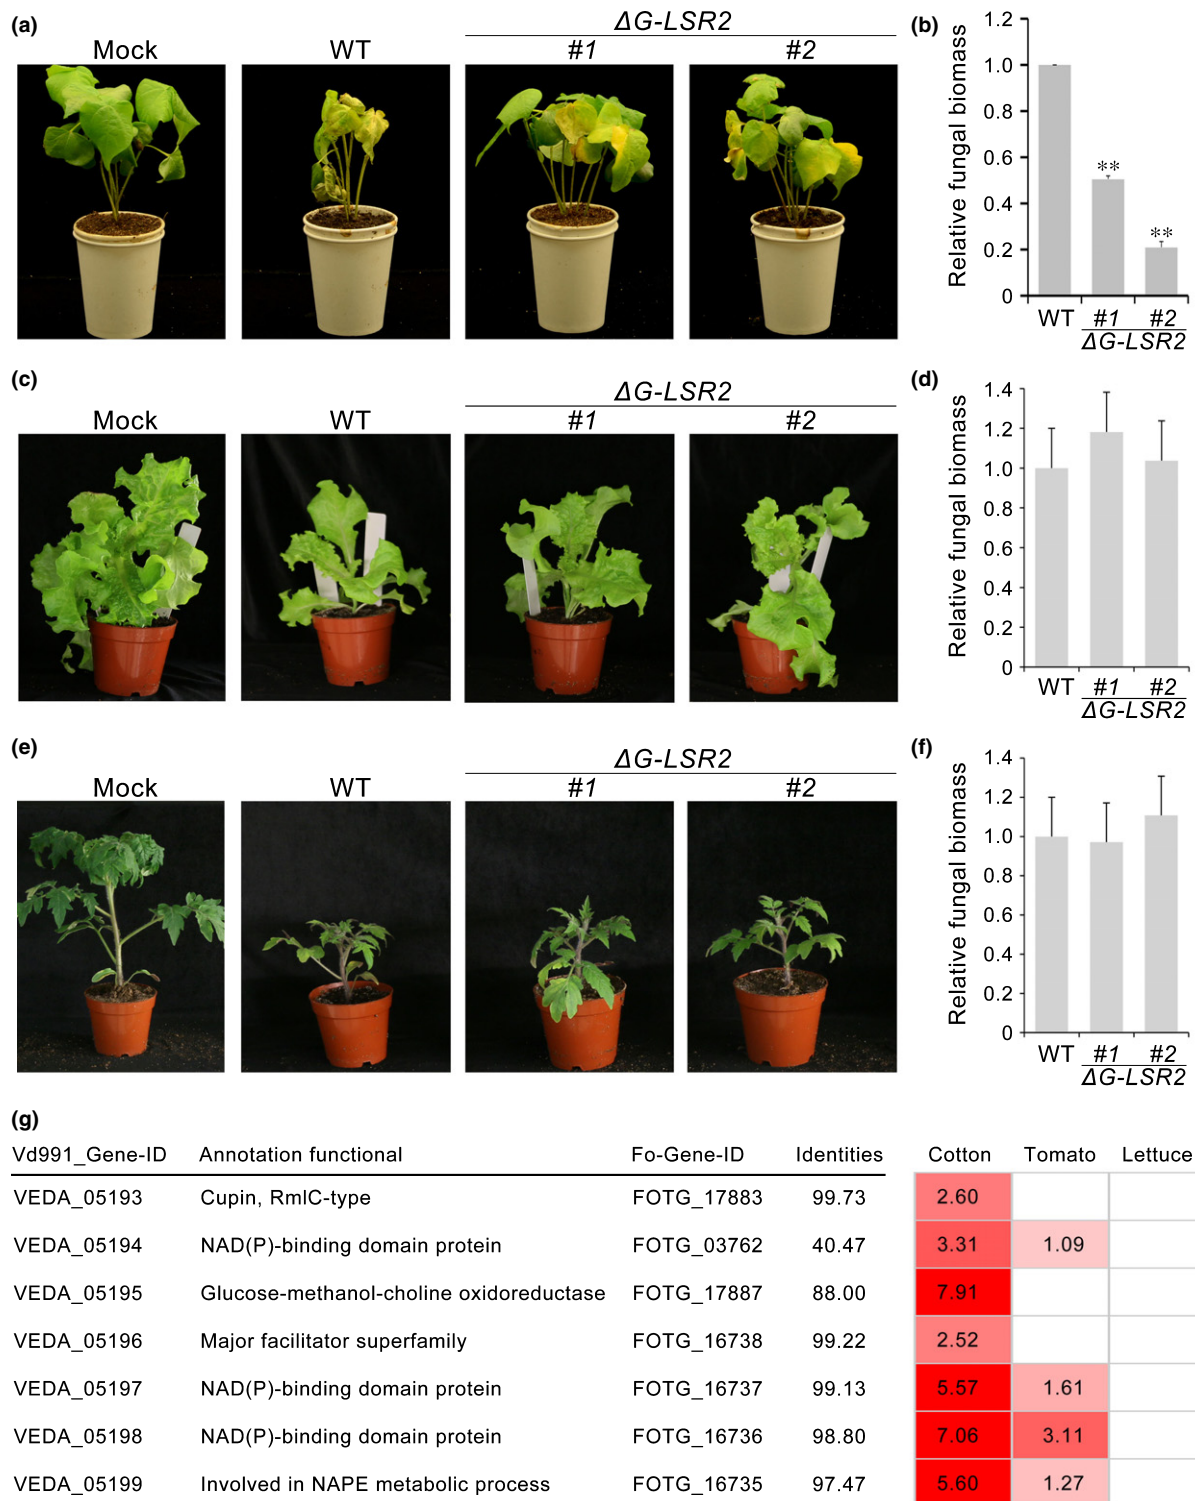 (a)
Mock
WT
ΔG-LSR2
#1
#2
(b)
Relative fungal biomass
1.2
1.0
0.8
0.6
0.4
0.2
0
**
**
WT
#1
#2
ΔG-LSR2
(c)
Mock
WT
ΔG-LSR2
#1
#2
(d)
Relative fungal biomass
1.4
1.2
1.0
0.8
0.6
0.4
0.2
0
WT
#1
#2
ΔG-LSR2
(e)
Mock
WT
ΔG-LSR2
#1
#2
(f)
Relative fungal biomass
1.4
1.2
1.0
0.8
0.6
0.4
0.2
0
WT
#1
#2
ΔG-LSR2
(g)
Vd991_Gene-ID Annotation functional Fo-Gene-ID Identities Cotton Tomato Lettuce
VEDA_05193 Cupin, RmlC-type FOTG_17883 99.73 2.60
VEDA_05194 NAD(P)-binding domain protein FOTG_03762 40.47 3.31 1.09
VEDA_05195 Glucose-methanol-choline oxidoreductase FOTG_17887 88.00 7.91
VEDA_05196 Major facilitator superfamily FOTG_16738 99.22 2.52
VEDA_05197 NAD(P)-binding domain protein FOTG_16737 99.13 5.57 1.61
VEDA_05198 NAD(P)-binding domain protein FOTG_16736 98.80 7.06 3.11
VEDA_05199 Involved in NAPE metabolic process FOTG_16735 97.47 5.60 1.27